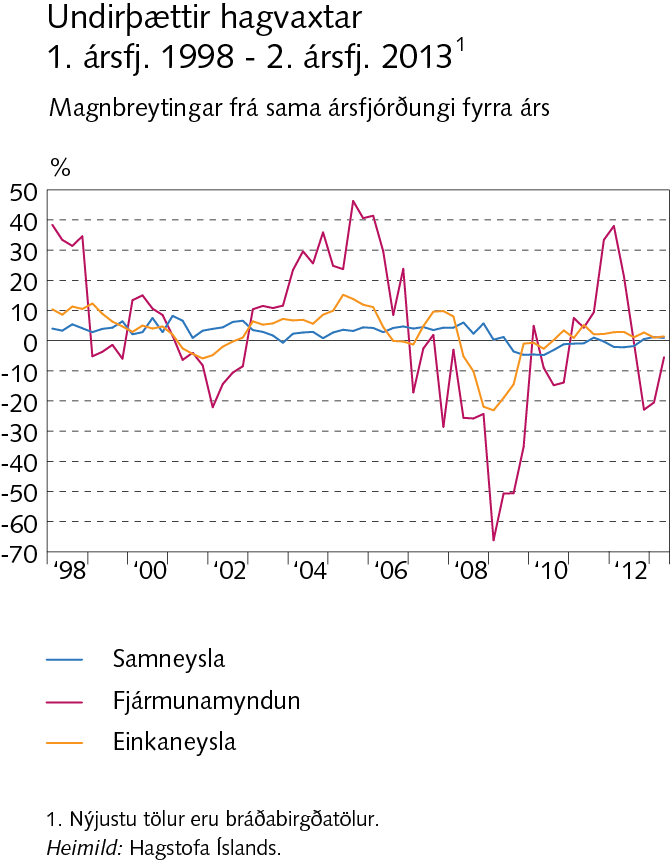 Undirþættir hagvaxtar
1. ársfj. 1998 - 2. ársfj. 2013¹
Magnbreytingar frá sama ársfjórðungi fyrra árs
%
50
40
30
20
10
0
-10
-20
-30
-40
-50
-60
-70
‘98 ‘00 ‘02 ‘04 ‘06 ‘08 ‘10 ‘12
Samneysla
Fjármunamyndun
Einkaneysla
1. Nýjustu tölur eru bráðabirgðatölur.
Heimild: Hagstofa Íslands.